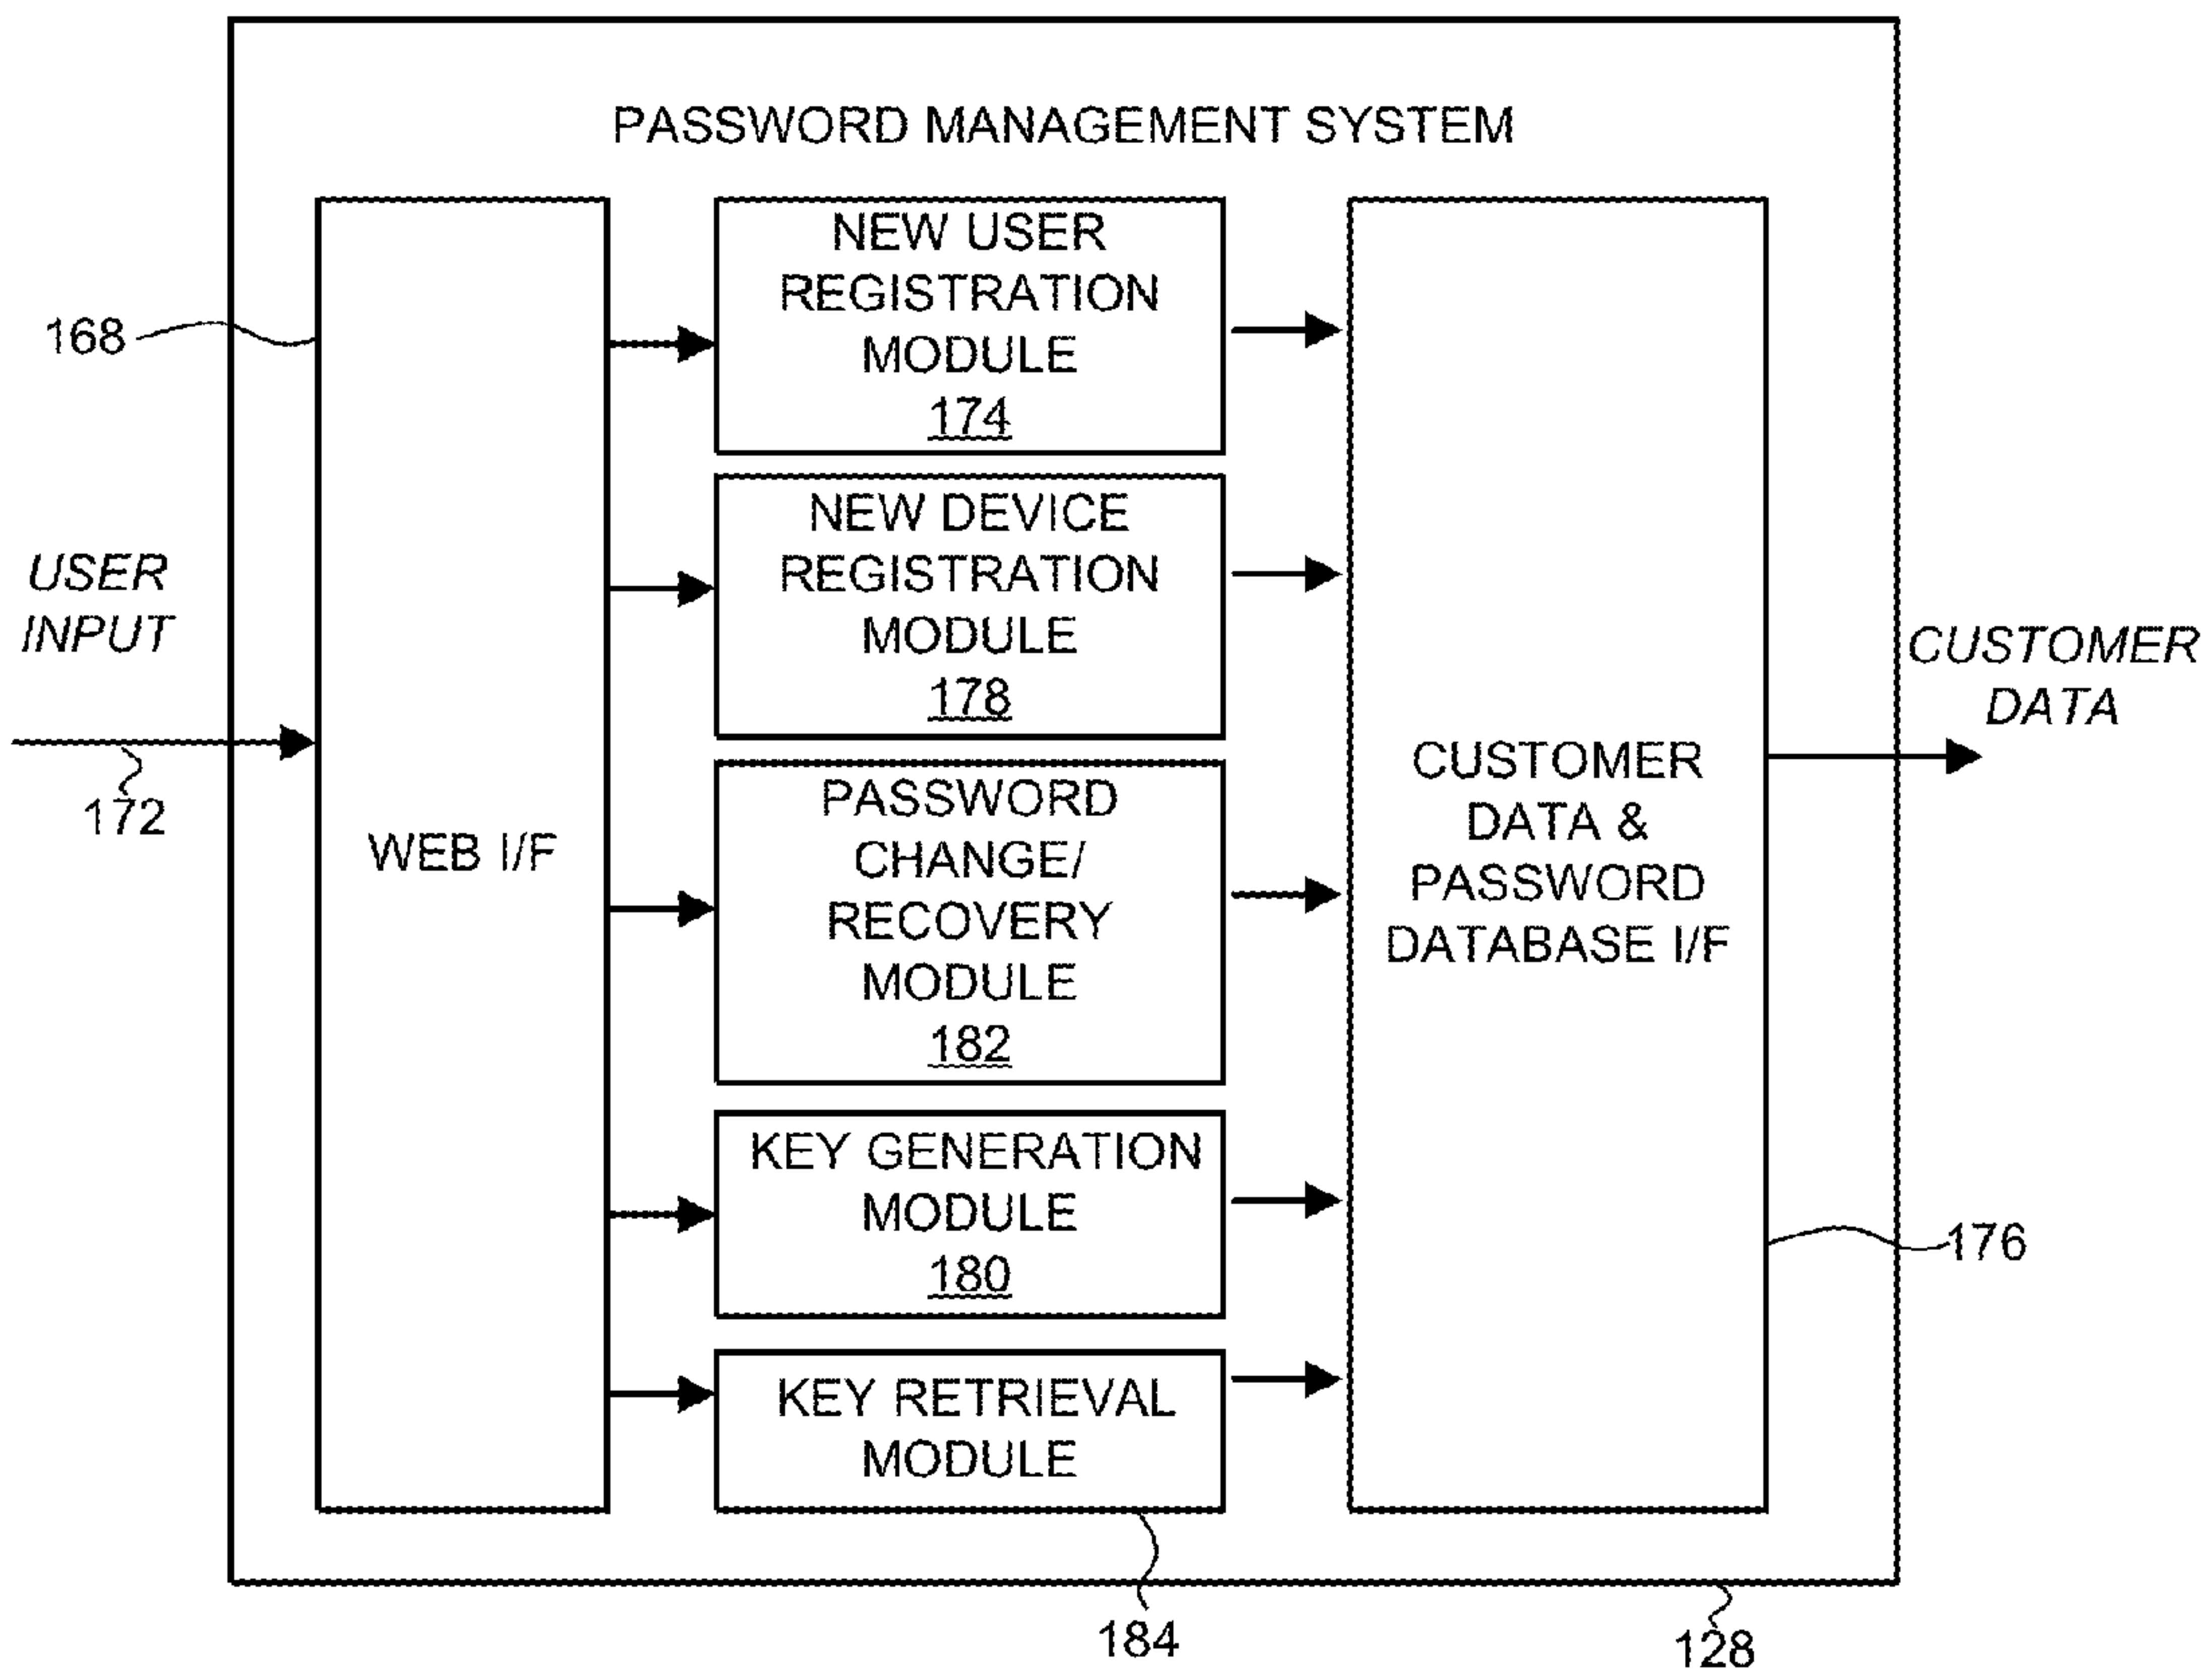 PASSWORD MANAGEMENT SYSTEM
168
USER
INPUT
172
WEB I/F
NEW USER
REGISTRATION
MODULE
174
NEW DEVICE
REGISTRATION
MODULE
178
PASSWORD
CHANGE/
RECOVERY
MODULE
182
KEY GENERATION
MODULE
180
KEY RETRIEVAL
MODULE
184
CUSTOMER
DATA &
PASSWORD
DATABASE I/F
CUSTOMER
DATA
176
128